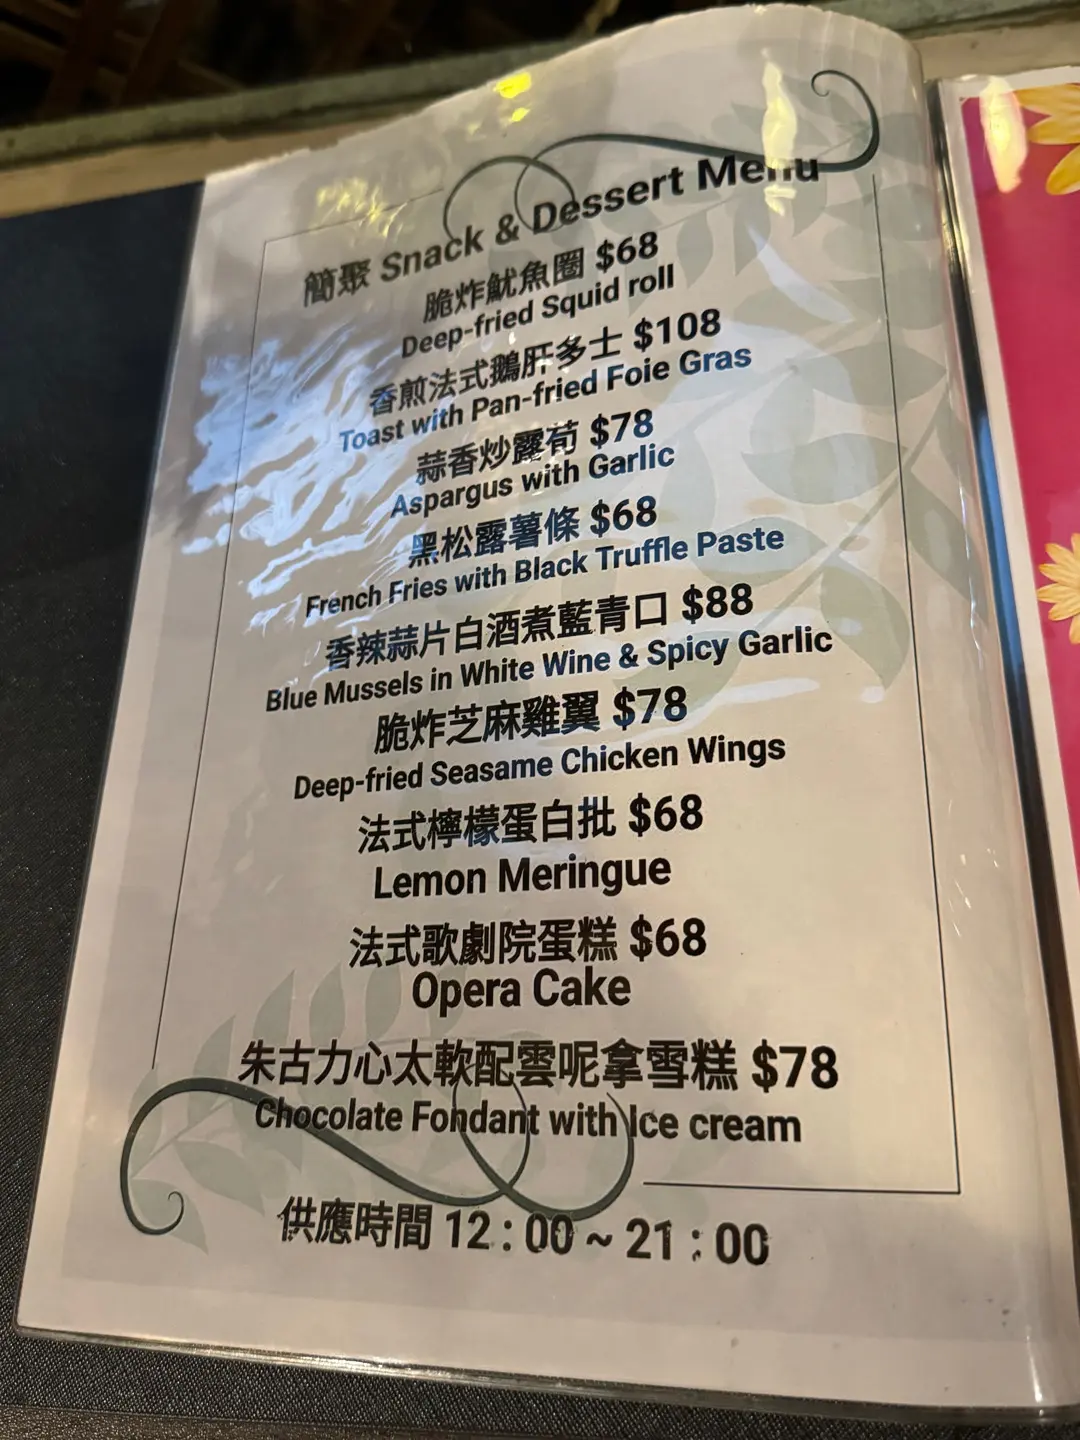 簡聚 Snack & Dessert Menu
脆炸魷魚圈 $68
Deep-fried Squid roll
香煎法式鵝肝多士 $108
Toast with Pan-fried Foie Gras
蒜香炒露荀 $78
Aspargus with Garlic
黑松露薯條 $68
French Fries with Black Truffle Paste
香辣蒜片白酒煮藍青口 $88
Blue Mussels in White Wine & Spicy Garlic
脆炸芝麻雞翼 $78
Deep-fried Seasame Chicken Wings
法式檸檬蛋白批 $68
Lemon Meringue
法式歌劇院蛋糕 $68
Opera Cake
朱古力心太軟配雲呢拿雪糕 $78
Chocolate Fondant with Ice cream
供應時間 12：00 ~ 21：00